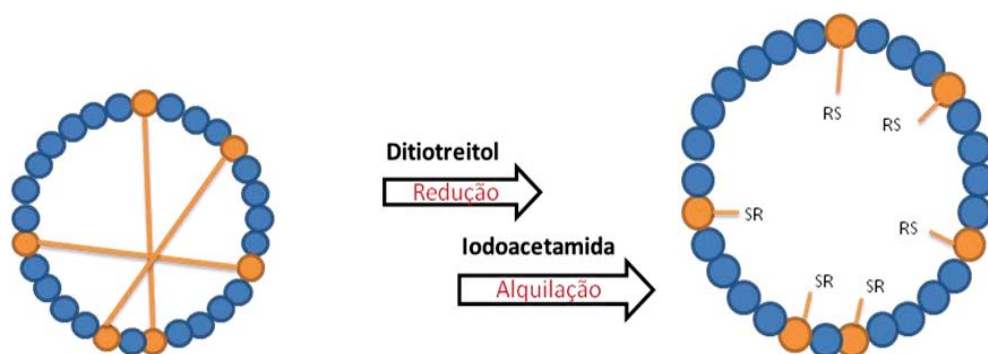 Ditiotreitol
Redução
Iodoacetamida
Alquilação
RS
RS
SR
RS
SR
SR